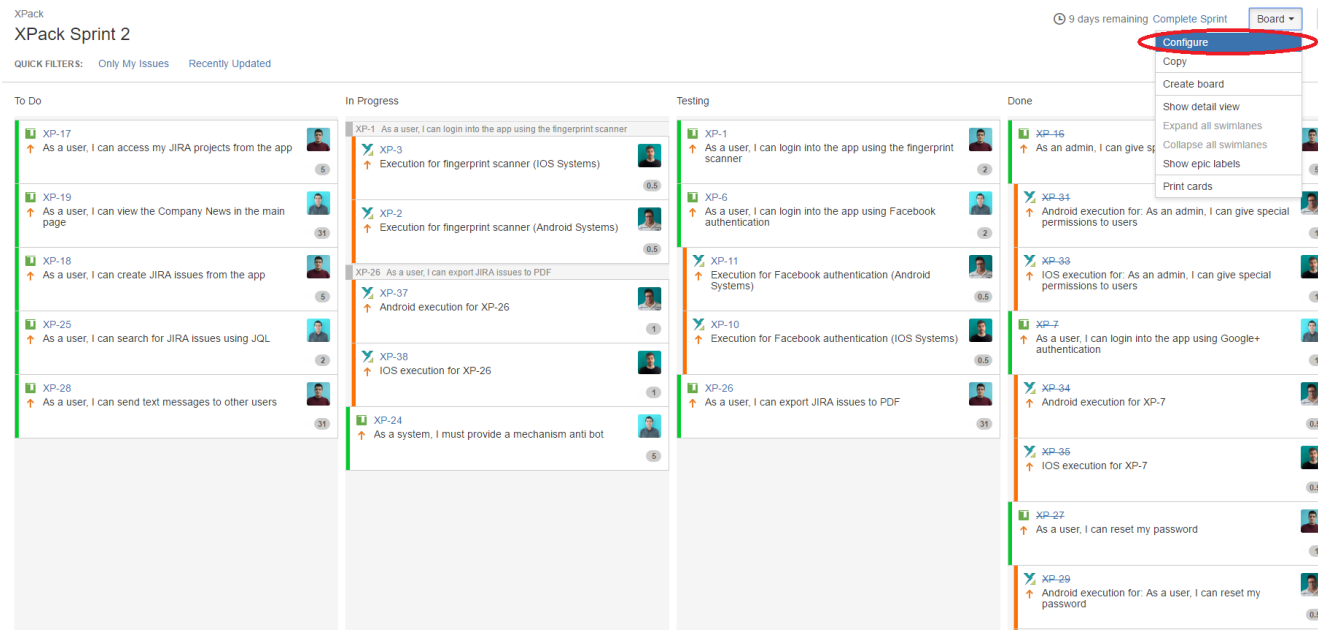 XPack
XPack Sprint 2
9 days remaining Complete Sprint Board
QUICK FILTERS: Only My Issues Recently Updated
Configure
Copy
Create board
Show detail view
Expand all swimlanes
Collapse all swimlanes
Show epic labels
Print cards
To Do
XP-17
As a user, I can access my JIRA projects from the app
5
XP-19
As a user, I can view the Company News in the main
page
31
XP-18
As a user, I can create JIRA issues from the app
5
XP-25
As a user, I can search for JIRA issues using JQL
2
XP-28
As a user, I can send text messages to other users
31
In Progress
XP-1 As a user, I can login into the app using the fingerprint scanner
XP-3
Execution for fingerprint scanner (IOS Systems)
0.5
XP-2
Execution for fingerprint scanner (Android Systems)
0.5
XP-26 As a user, I can export JIRA issues to PDF
XP-37
Android execution for XP-26
1
XP-38
IOS execution for XP-26
1
XP-24
As a system, I must provide a mechanism anti bot
5
Testing
XP-1
As a user, I can login into the app using the fingerprint
scanner
2
XP-6
As a user, I can login into the app using Facebook
authentication
2
XP-11
Execution for Facebook authentication (Android
Systems)
0.5
XP-10
Execution for Facebook authentication (IOS Systems)
0.5
XP-26
As a user, I can export JIRA issues to PDF
31
Done
XP-16
As an admin, I can give sp
5
XP-31
Android execution for: As an admin, I can give special
permissions to users
1
XP-33
IOS execution for: As an admin, I can give special
permissions to users
1
XP-7
As a user, I can login into the app using Google+
authentication
1
XP-34
Android execution for XP-7
0.5
XP-35
IOS execution for XP-7
0.5
XP-27
As a user, I can reset my password
1
XP-29
Android execution for: As a user, I can reset my
password
0.5